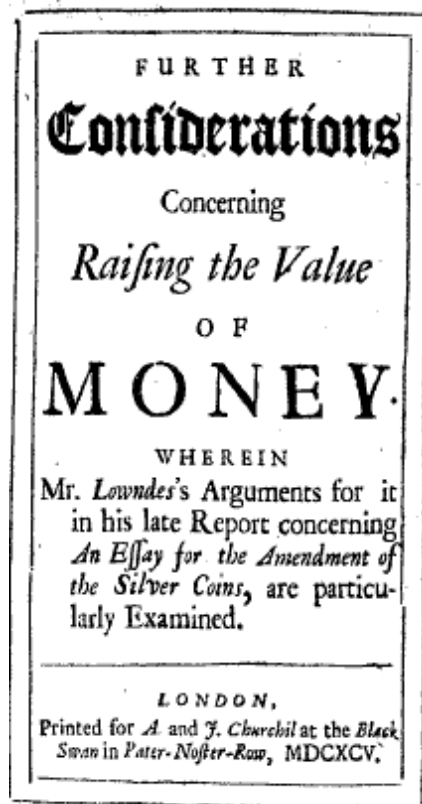 FURTHER
Conſiderations
Concerning
Raiſing the Value
OF
MONEY.
WHEREIN
Mr. Lowndes's Arguments for it
in his late Report concerning
An Eſſay for the Amendment of
the Silver Coins, are particu-
larly Examined.
LONDON,
Printed for A. and J. Churchil at the Black
Swan in Pater-Noſter-Row, MDCXCV.